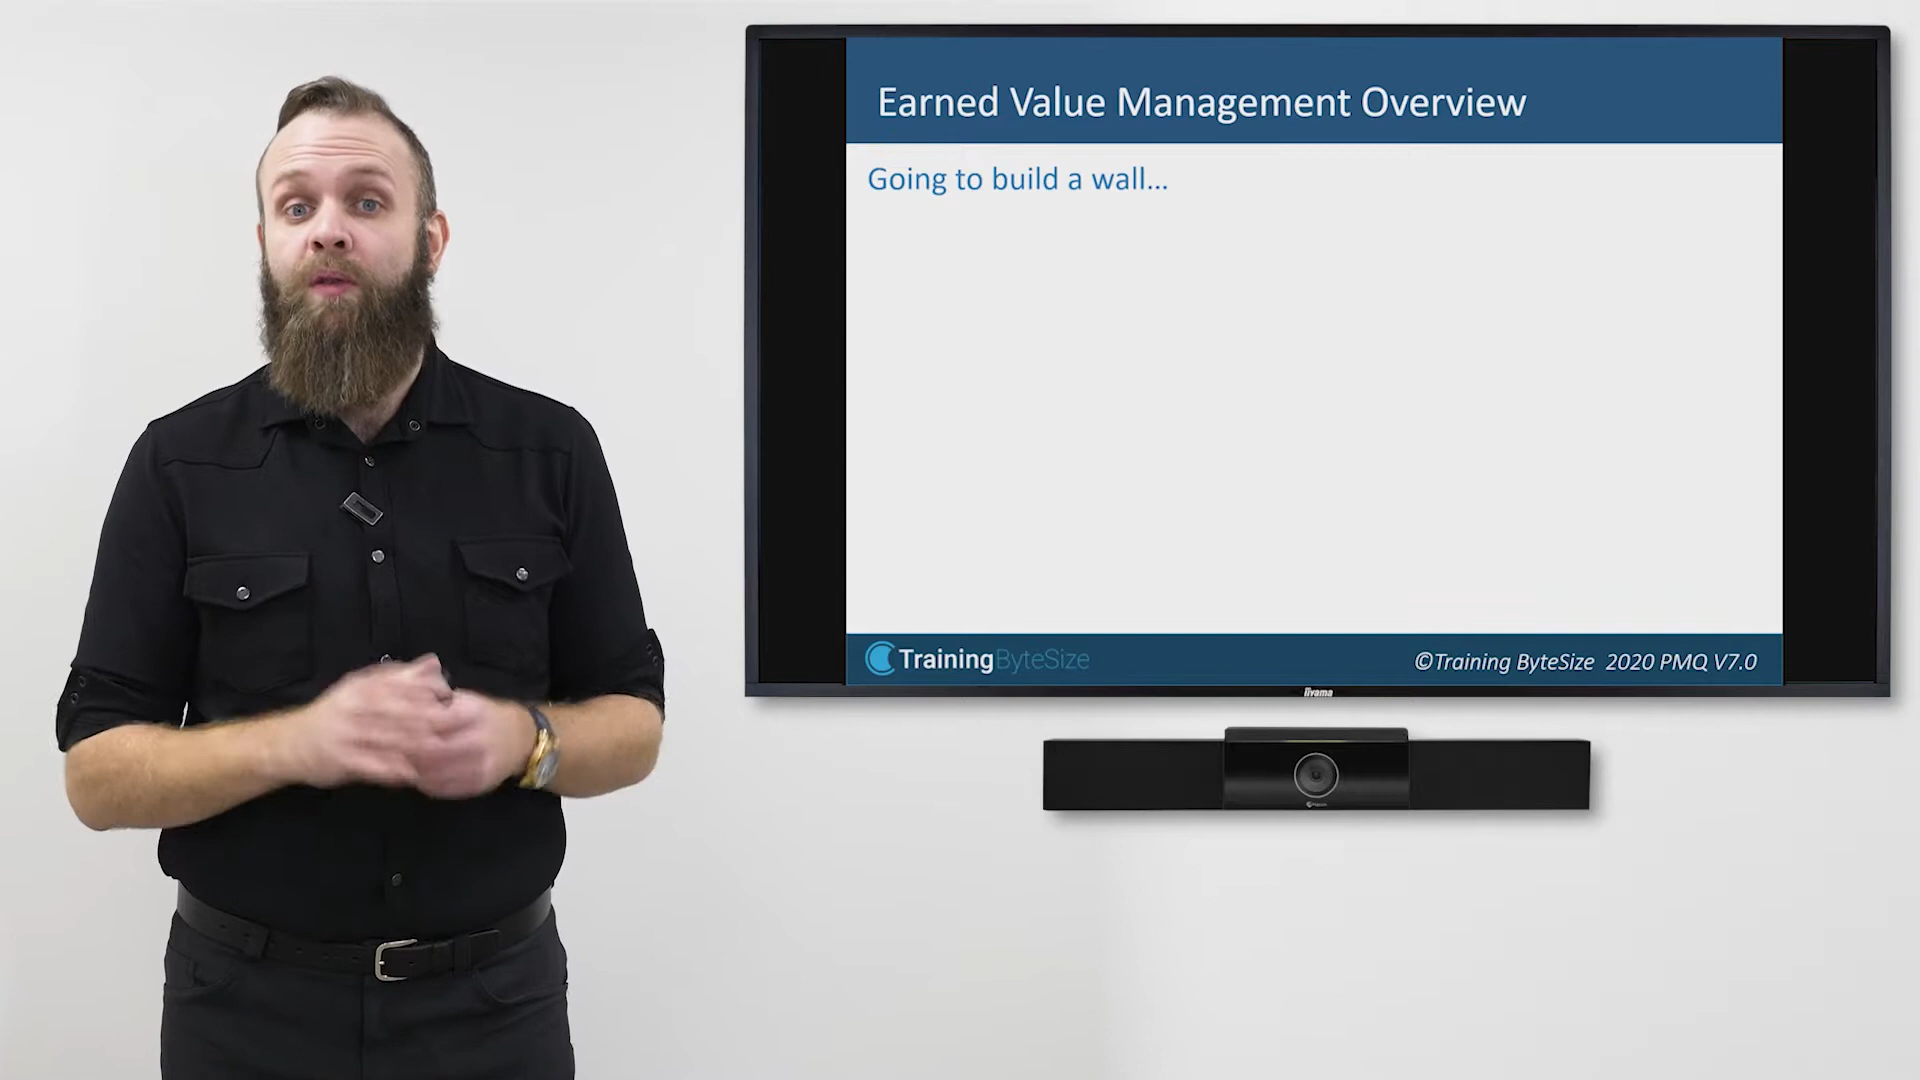 Earned Value Management Overview
Going to build a wall...
TrainingByteSize
©Training ByteSize 2020 PMQ V7.0
iiyama